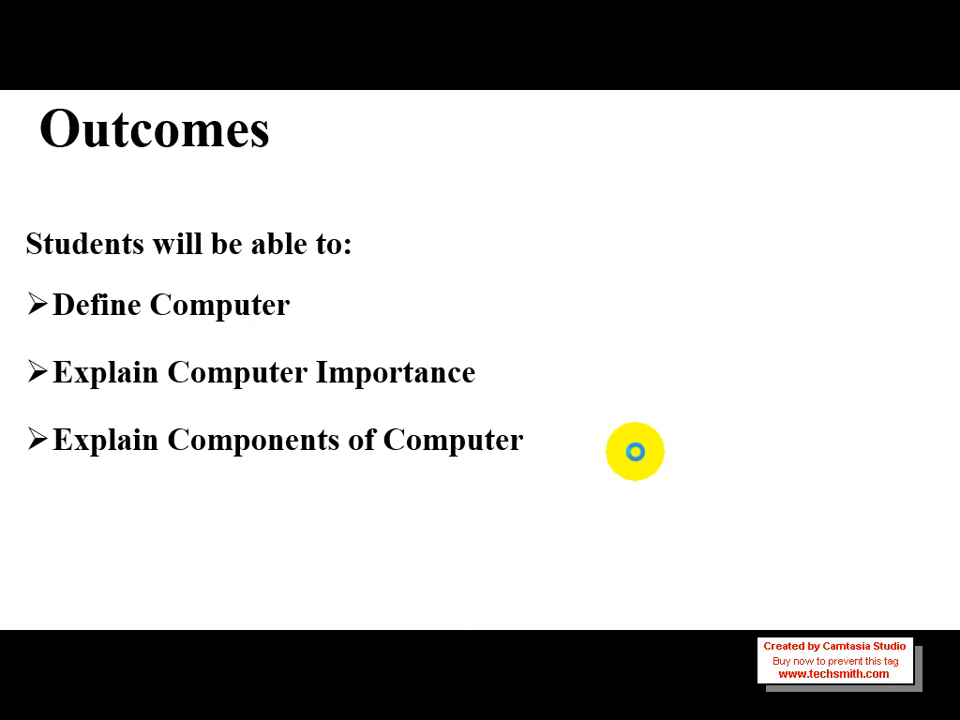 Outcomes
Students will be able to:
➢Define Computer
➢Explain Computer Importance
➢Explain Components of Computer
Created by Camtasia Studio
Buy now to prevent this tag
www.techsmith.com